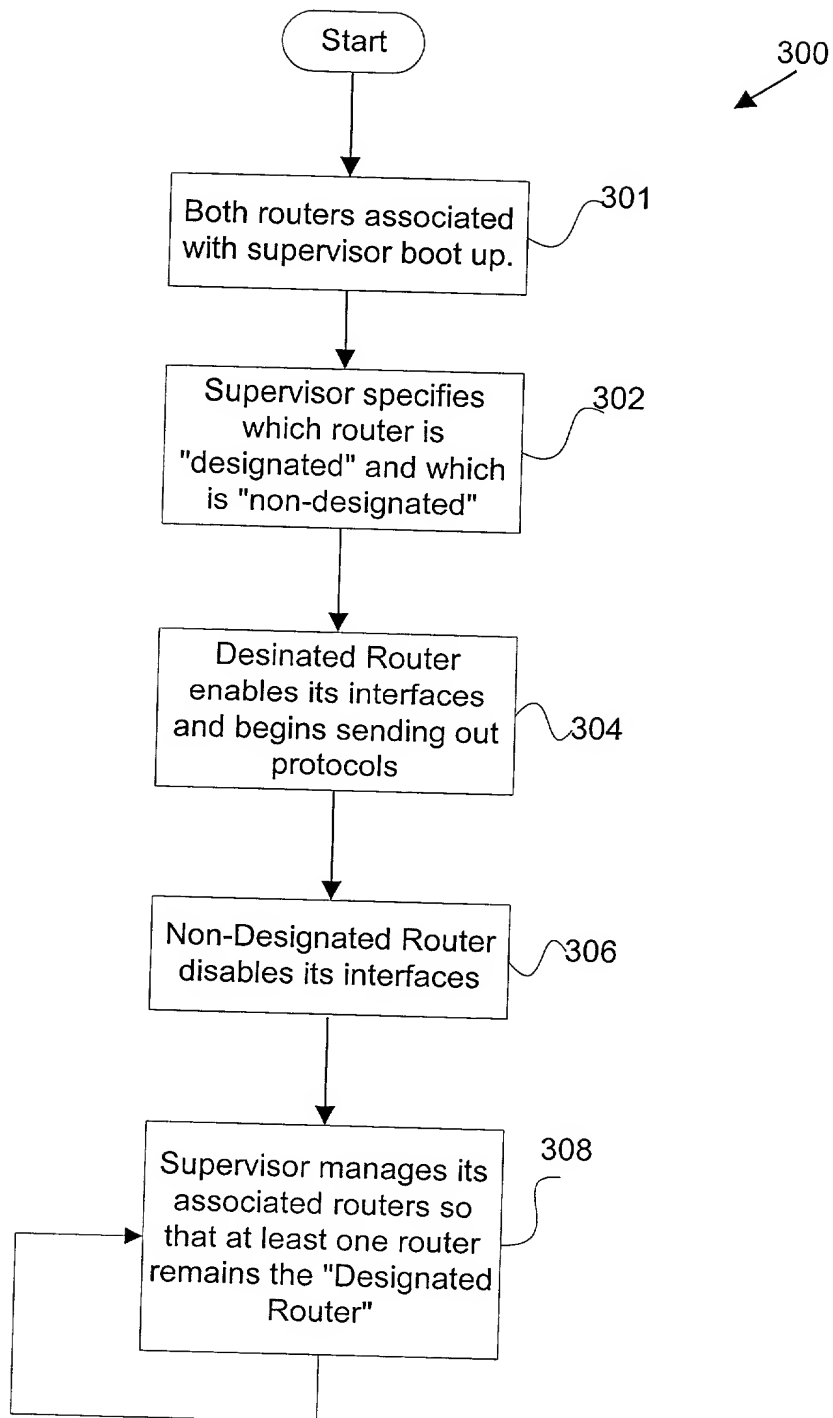 Start
300
Both routers associated
with supervisor boot up.
301
Supervisor specifies
which router is
"designated" and which
is "non-designated"
302
Desinated Router
enables its interfaces
and begins sending out
protocols
304
Non-Designated Router
disables its interfaces
306
Supervisor manages its
associated routers so
that at least one router
remains the "Designated
Router"
308